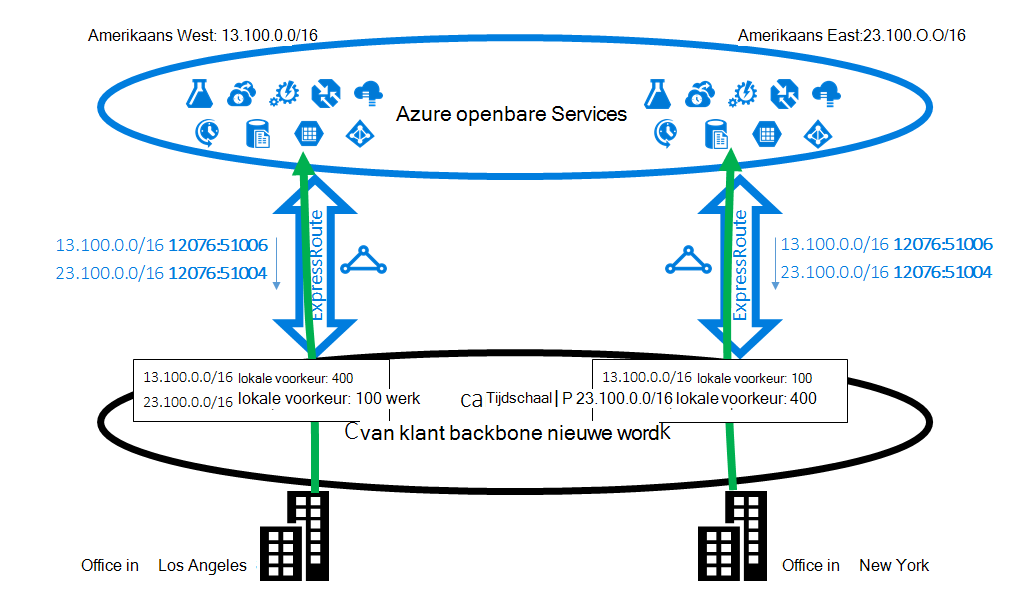 Amerikaans West: 13.100.0.0/16
Amerikaans East:23.100.O.O/16
Azure openbare Services
13.100.0.0/16 12076:51006
23.100.0.0/16 12076:51004
ExpressRoute
ExpressRoute
13.100.0.0/16 12076:51006
23.100.0.0/16 12076:51004
13.100.0.0/16 lokale voorkeur: 400
23.100.0.0/16 lokale voorkeur: 100 werk
13.100.0.0/16 lokale voorkeur: 100
ca Tijdschaal|P 23.100.0.0/16 lokale voorkeur: 400
Cvan klant backbone nieuwe wordk
Office in Los Angeles
Office in New York